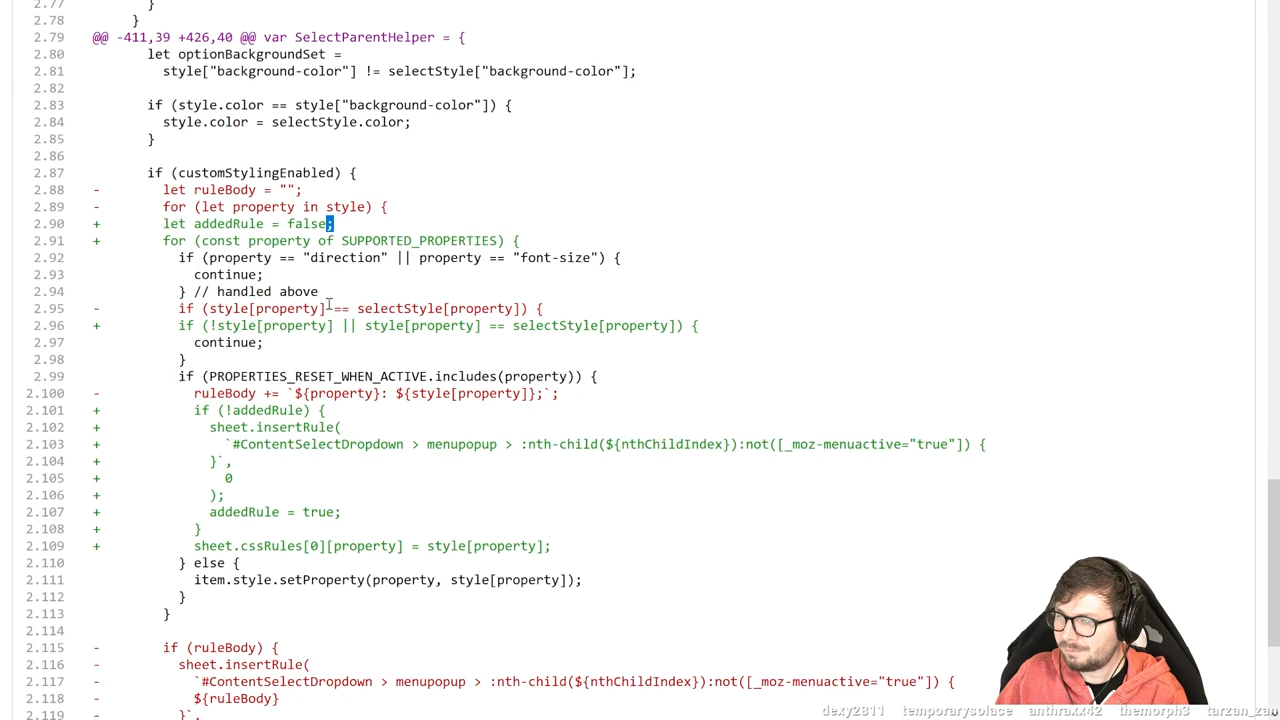 2.77 }
2.78 }
2.79 @@ -411,39 +426,40 @@ var SelectParentHelper = {
2.80 let optionBackgroundSet =
2.81 style["background-color"] != selectStyle["background-color"];
2.82
2.83 if (style.color == style["background-color"]) {
2.84 style.color = selectStyle.color;
2.85 }
2.86
2.87 if (customStylingEnabled) {
2.88 - let ruleBody = "";
2.89 - for (let property in style) {
2.90 + let addedRule = false;
2.91 + for (const property of SUPPORTED_PROPERTIES) {
2.92 if (property == "direction" || property == "font-size") {
2.93 continue;
2.94 } // handled above
2.95 - if (style[property] == selectStyle[property]) {
2.96 + if (!style[property] || style[property] == selectStyle[property]) {
2.97 continue;
2.98 }
2.99 if (PROPERTIES_RESET_WHEN_ACTIVE.includes(property)) {
2.100 - ruleBody += `${property}: ${style[property]};`;
2.101 + if (!addedRule) {
2.102 + sheet.insertRule(
2.103 + `#ContentSelectDropdown > menupopup > :nth-child(${nthChildIndex}):not([_moz-menuactive="true"]) {
2.104 + }`,
2.105 + 0
2.106 + );
2.107 + addedRule = true;
2.108 + }
2.109 + sheet.cssRules[0][property] = style[property];
2.110 } else {
2.111 item.style.setProperty(property, style[property]);
2.112 }
2.113 }
2.114
2.115 - if (ruleBody) {
2.116 - sheet.insertRule(
2.117 - `#ContentSelectDropdown > menupopup > :nth-child(${nthChildIndex}):not([_moz-menuactive="true"]) {
2.118 - ${ruleBody}
2.119 - }`,
dexy2811 temporarysolace anthraxx42 themorph3 tarzan_zan